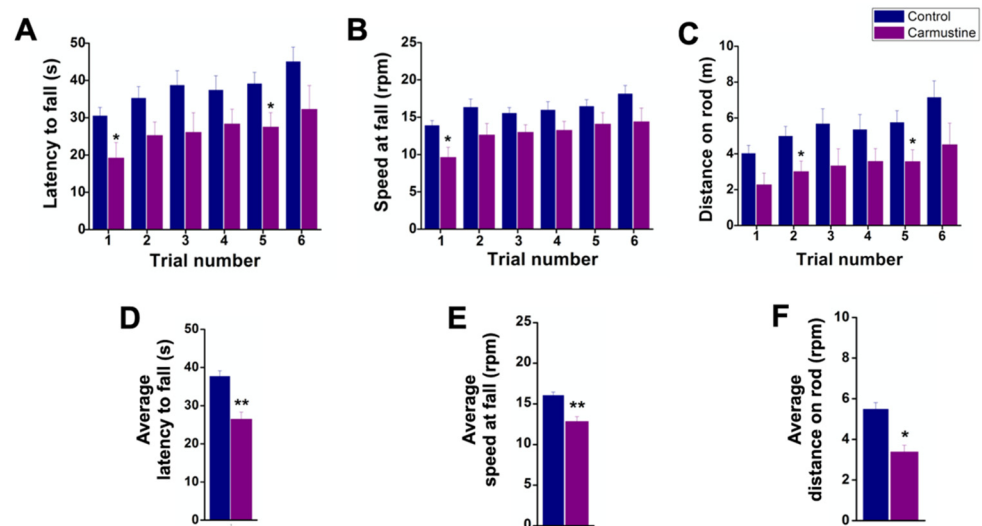 Control
Carmustine
A
B
C
Latency to fall (s)
50
40
30
20
10
0
*
*
1 2 3 4 5 6
Trial number
Speed at fall (rpm)
25
20
15
10
5
0
*
1 2 3 4 5 6
Trial number
Distance on rod (m)
10
8
6
4
2
0
*
*
1 2 3 4 5 6
Trial number
D
E
F
Average
latency to fall (s)
50
40
30
20
10
0
**
Average
speed at fall (rpm)
25
20
15
10
5
0
**
Average
distance on rod (rpm)
10
8
6
4
2
0
*